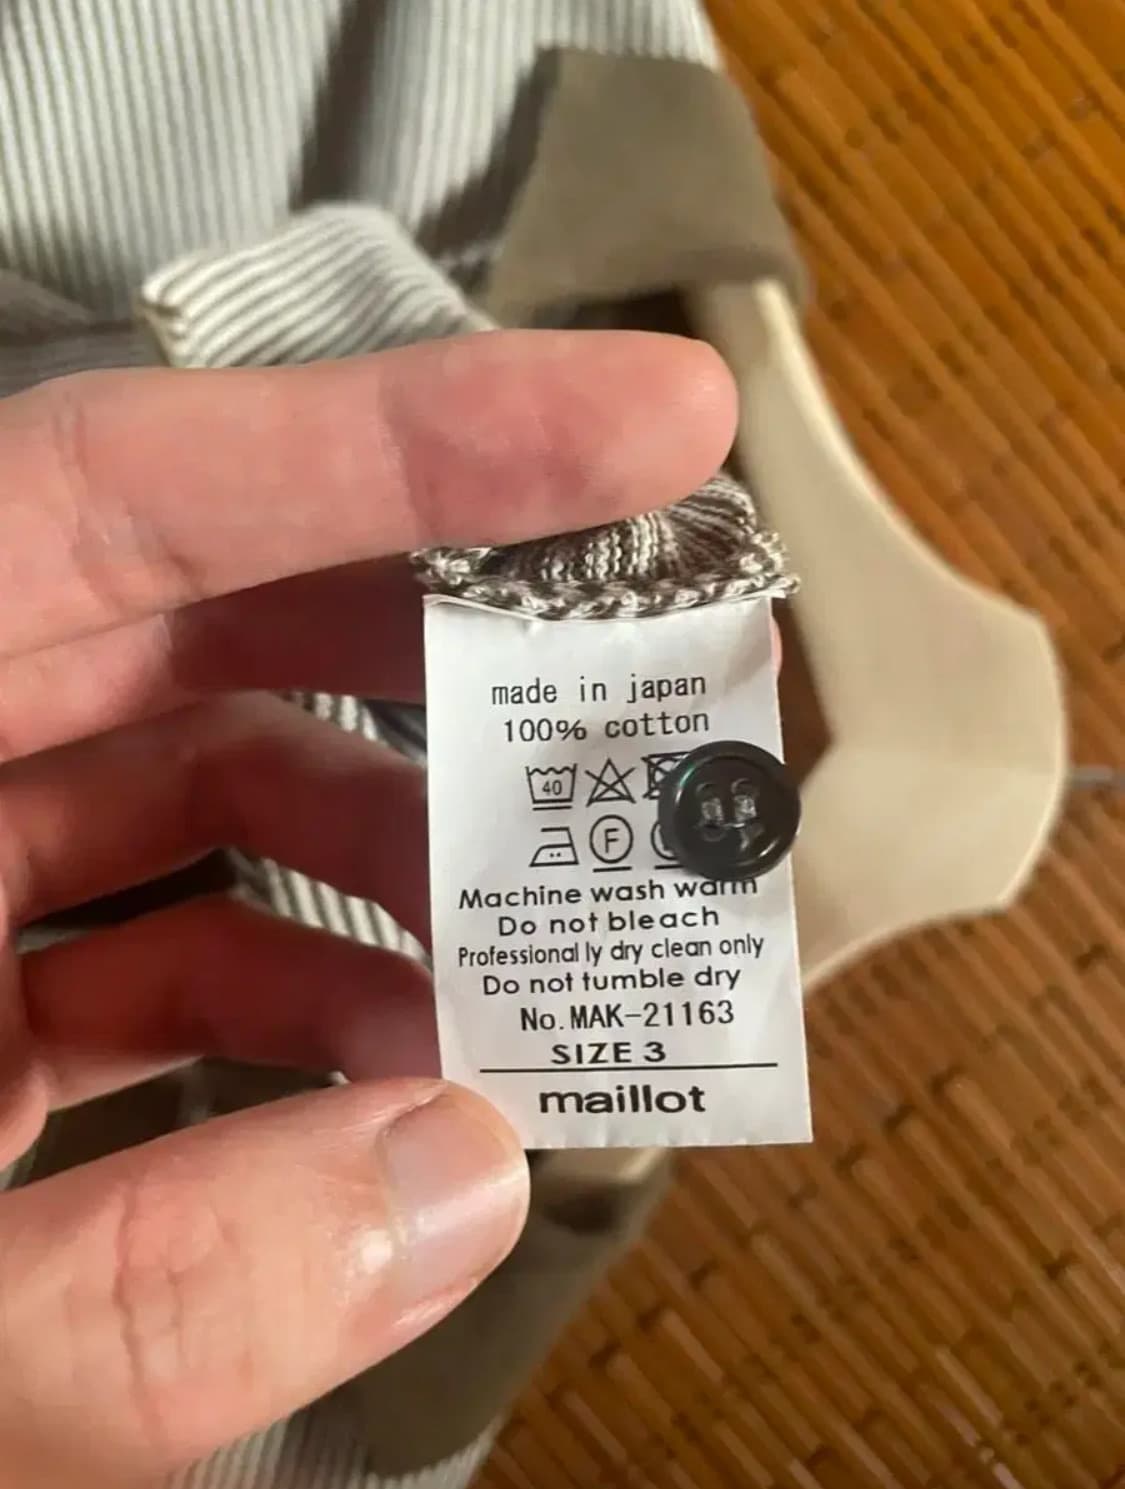 made in japan
100% cotton
40
F
Machine wash warm
Do not bleach
Professional ly dry clean only
Do not tumble dry
No. MAK-21163
SIZE 3
maillot